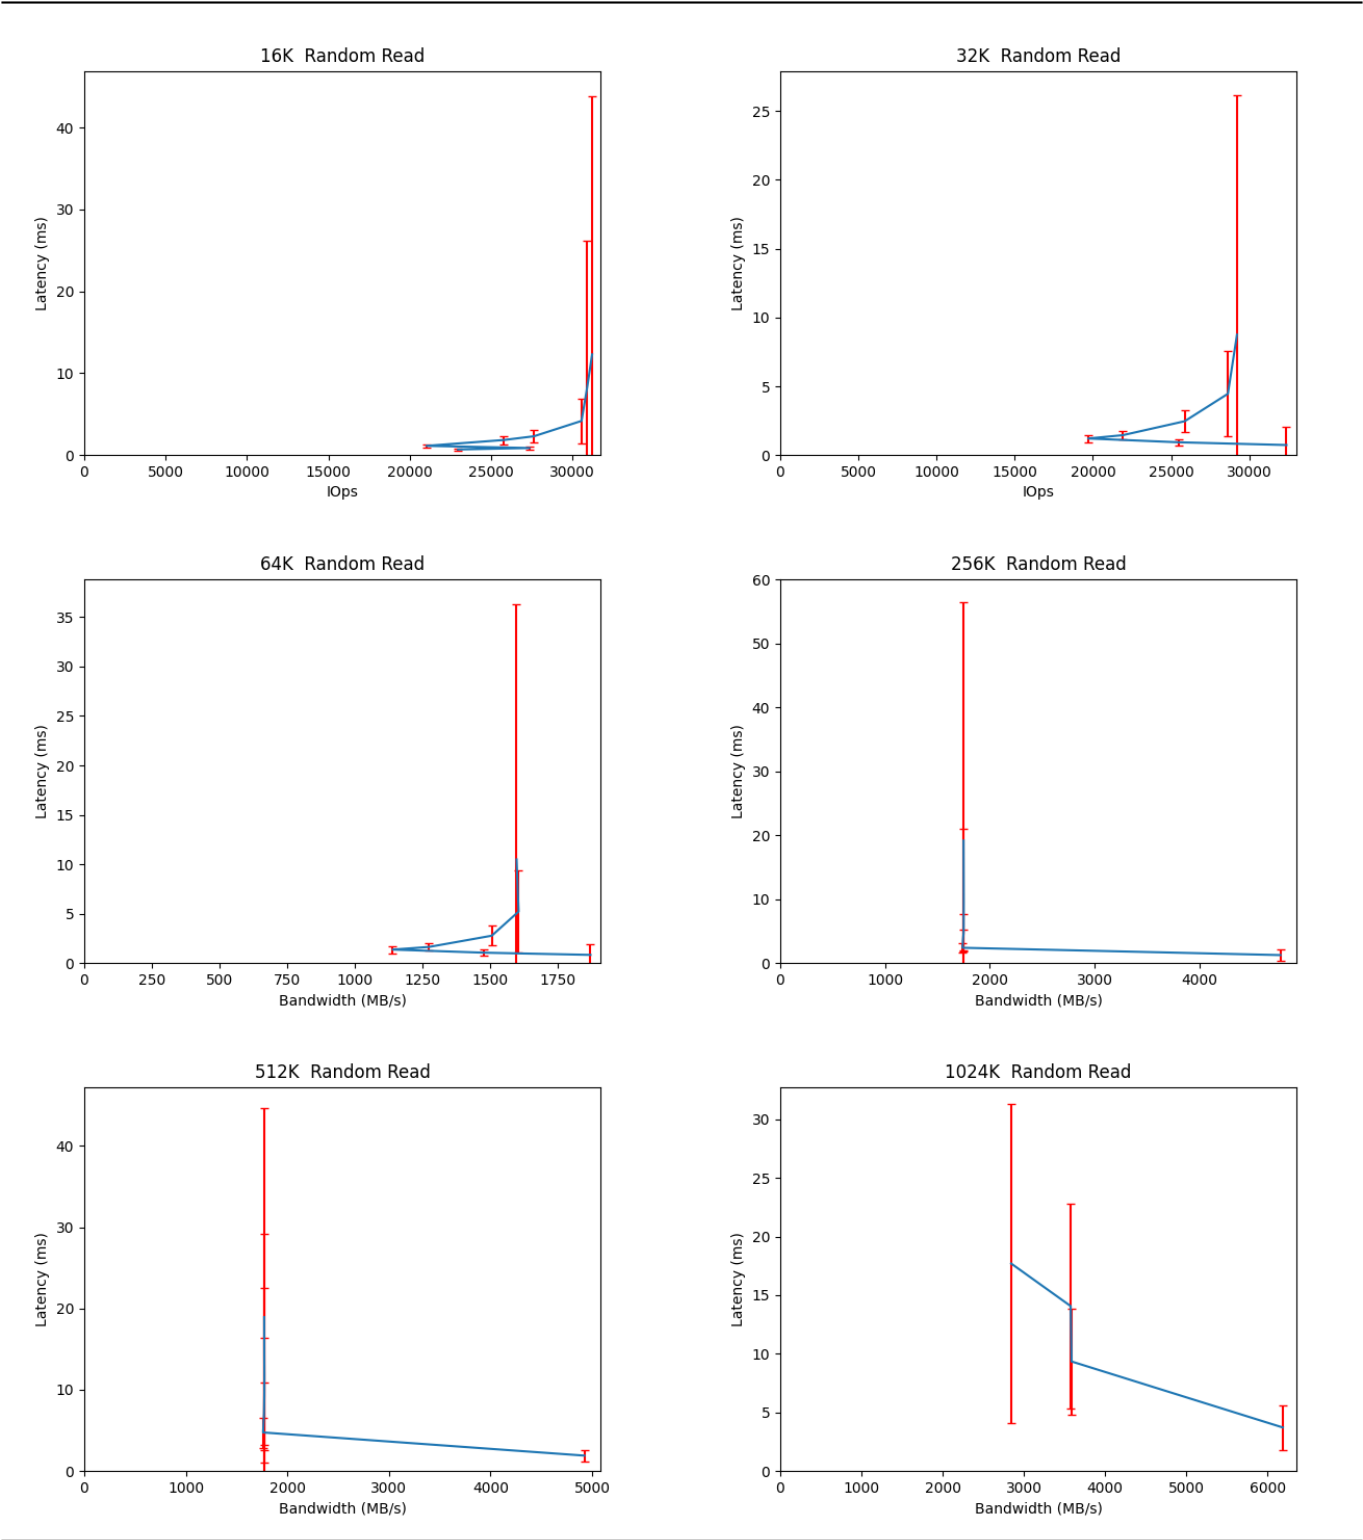 16K  Random Read
40
30
20
10
0
Latency (ms)
0 5000 10000 15000 20000 25000 30000
IOps
32K  Random Read
25
20
15
10
5
0
Latency (ms)
0 5000 10000 15000 20000 25000 30000
IOps
64K  Random Read
35
30
25
20
15
10
5
0
Latency (ms)
0 250 500 750 1000 1250 1500 1750
Bandwidth (MB/s)
256K  Random Read
60
50
40
30
20
10
0
Latency (ms)
0 1000 2000 3000 4000
Bandwidth (MB/s)
512K  Random Read
40
30
20
10
0
Latency (ms)
0 1000 2000 3000 4000 5000
Bandwidth (MB/s)
1024K  Random Read
30
25
20
15
10
5
0
Latency (ms)
0 1000 2000 3000 4000 5000 6000
Bandwidth (MB/s)